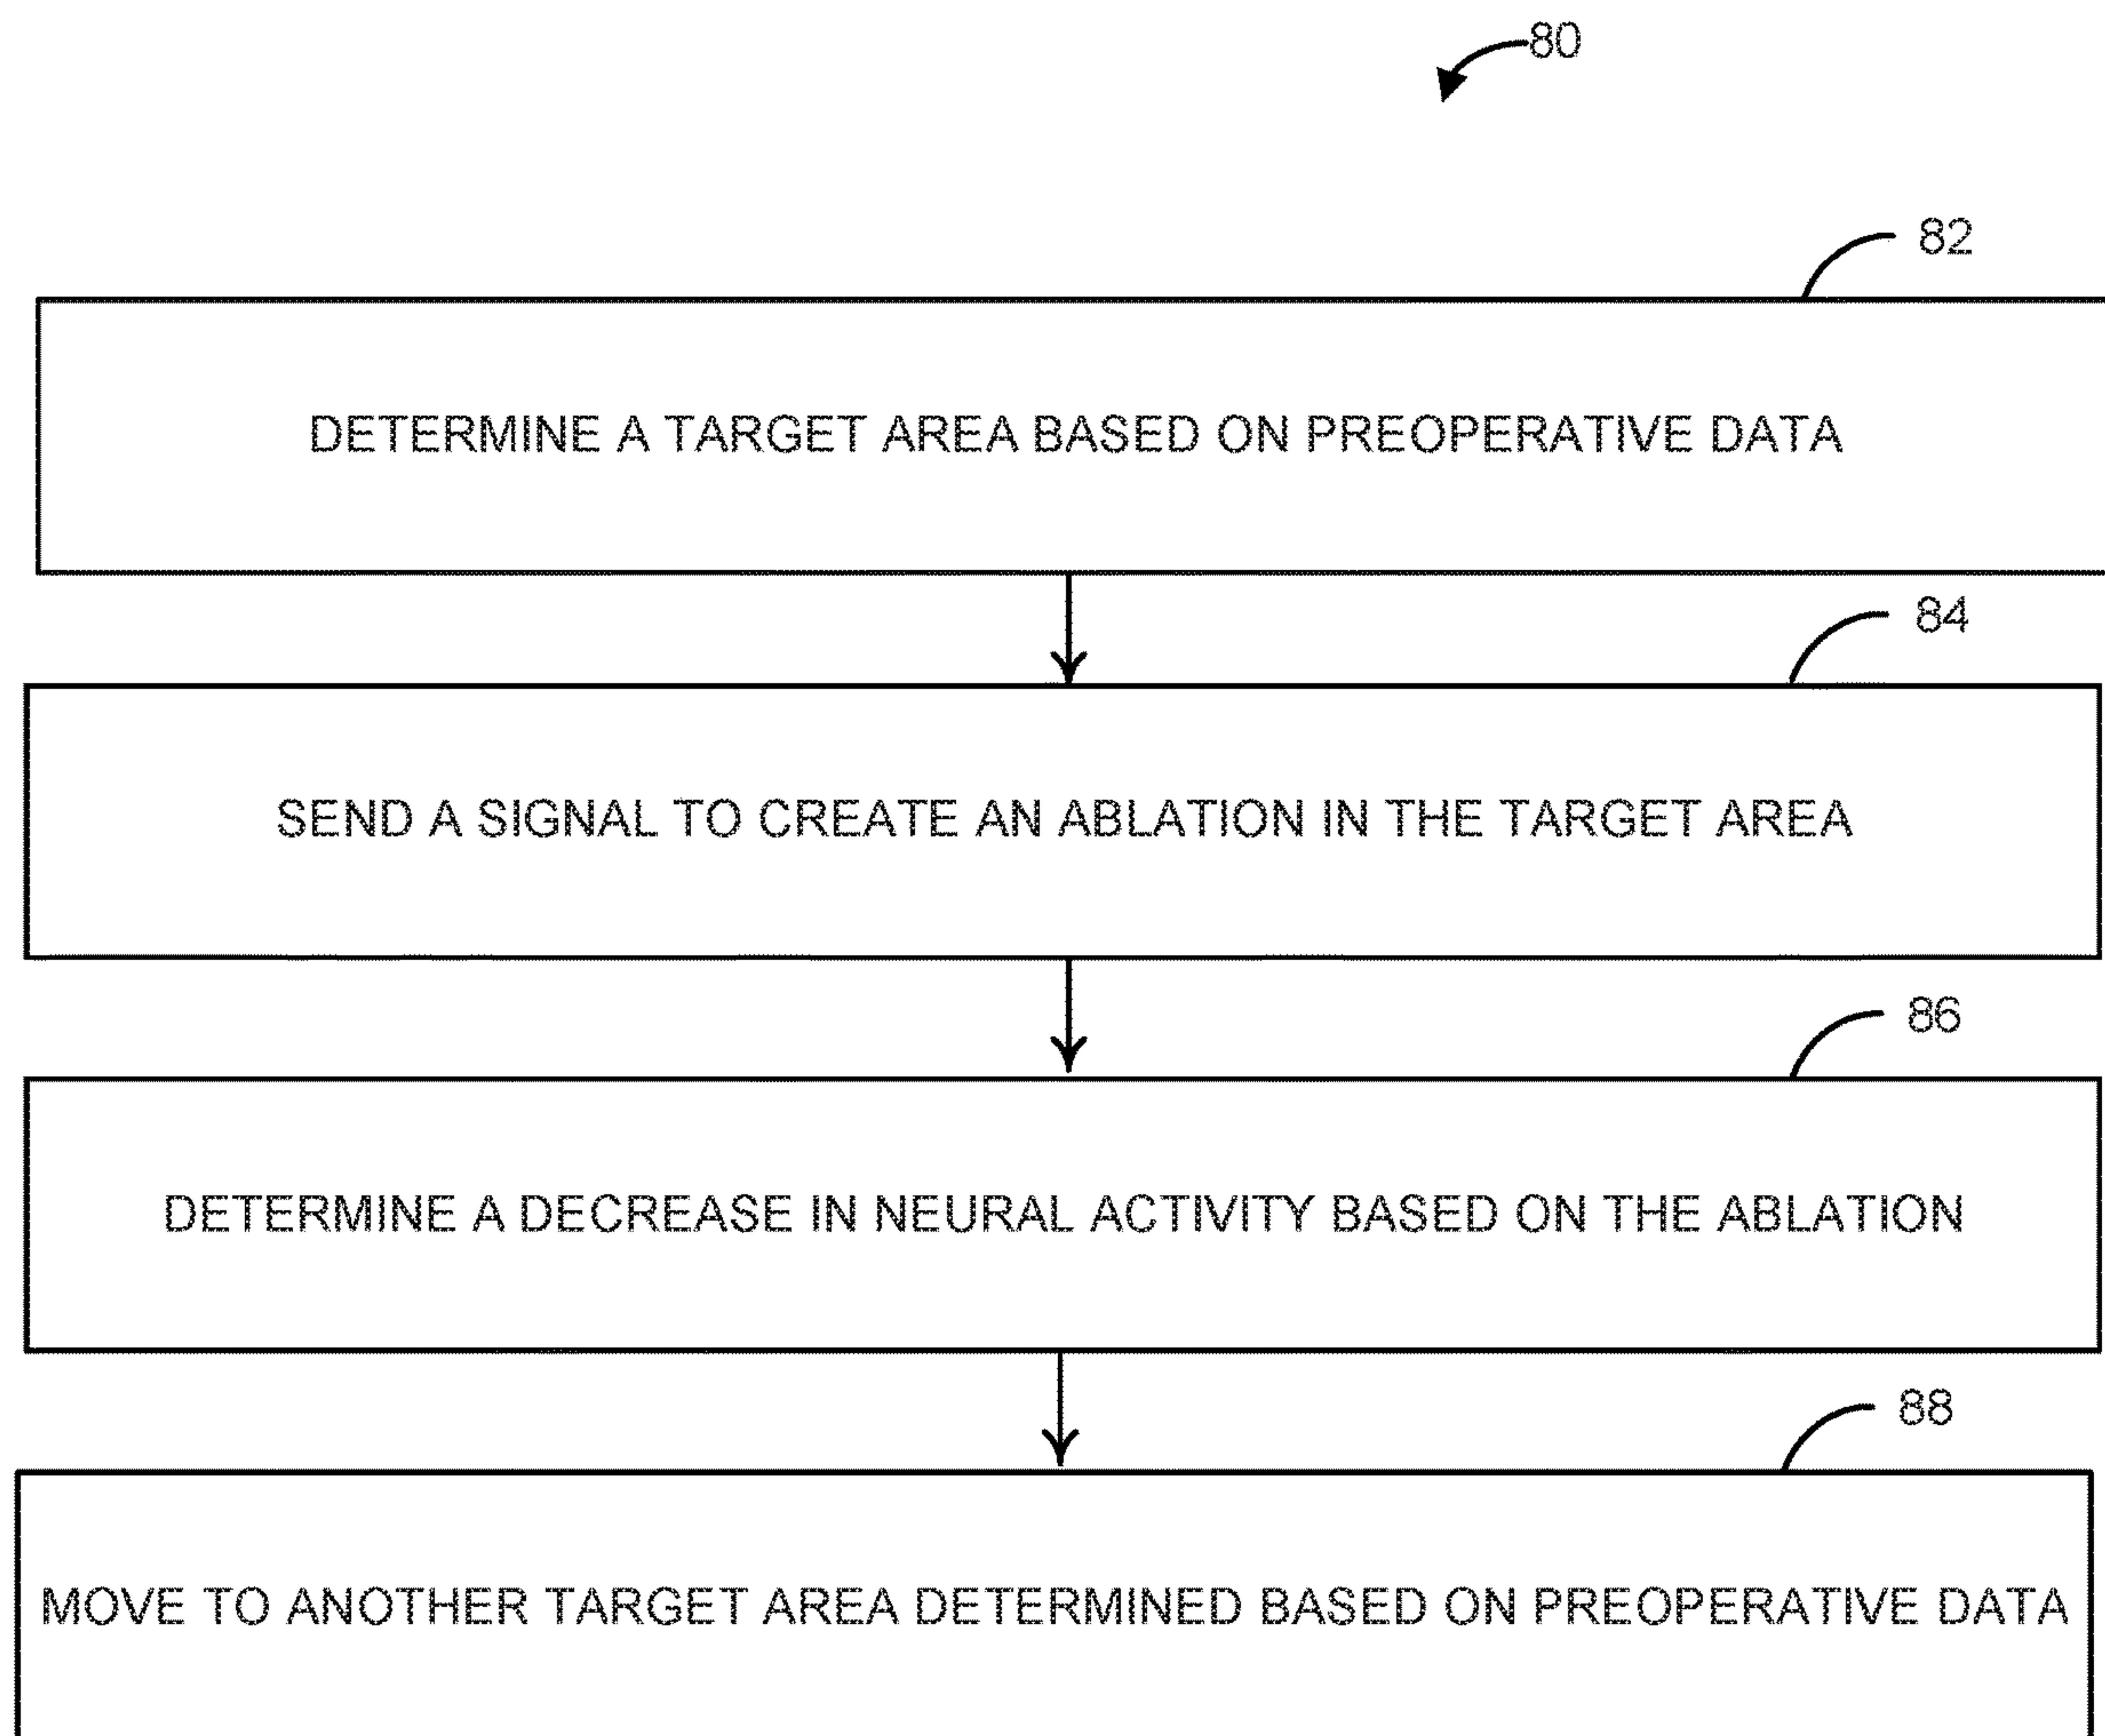 80
82
DETERMINE A TARGET AREA BASED ON PREOPERATIVE DATA
84
SEND A SIGNAL TO CREATE AN ABLATION IN THE TARGET AREA
86
DETERMINE A DECREASE IN NEURAL ACTIVITY BASED ON THE ABLATION
88
MOVE TO ANOTHER TARGET AREA DETERMINED BASED ON PREOPERATIVE DATA